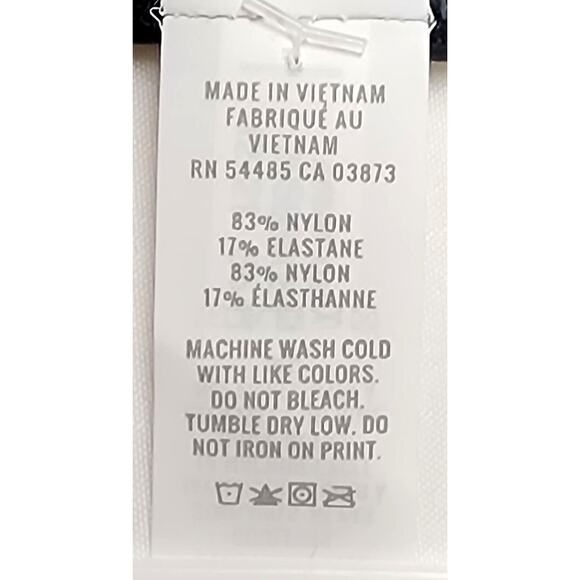 MADE IN VIETNAM
FABRIQUÉ AU
VIETNAM
RN 54485 CA 03873
83% NYLON
17% ELASTANE
83% NYLON
17% ÉLASTHANNE
MACHINE WASH COLD
WITH LIKE COLORS.
DO NOT BLEACH.
TUMBLE DRY LOW. DO
NOT IRON ON PRINT.